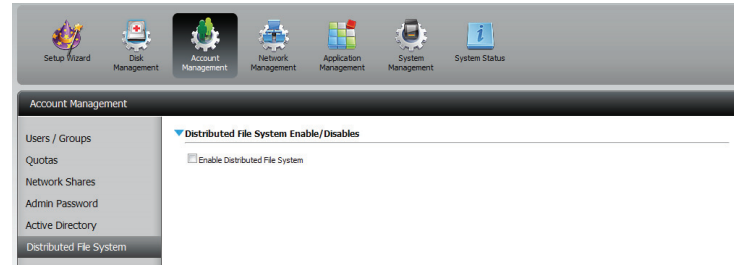 Setup Wizard
Disk Management
Account Management
Network Management
Application Management
System Management
System Status
Account Management
Users / Groups
Quotas
Network Shares
Admin Password
Active Directory
Distributed File System
Distributed File System Enable/Disables
Enable Distributed File System